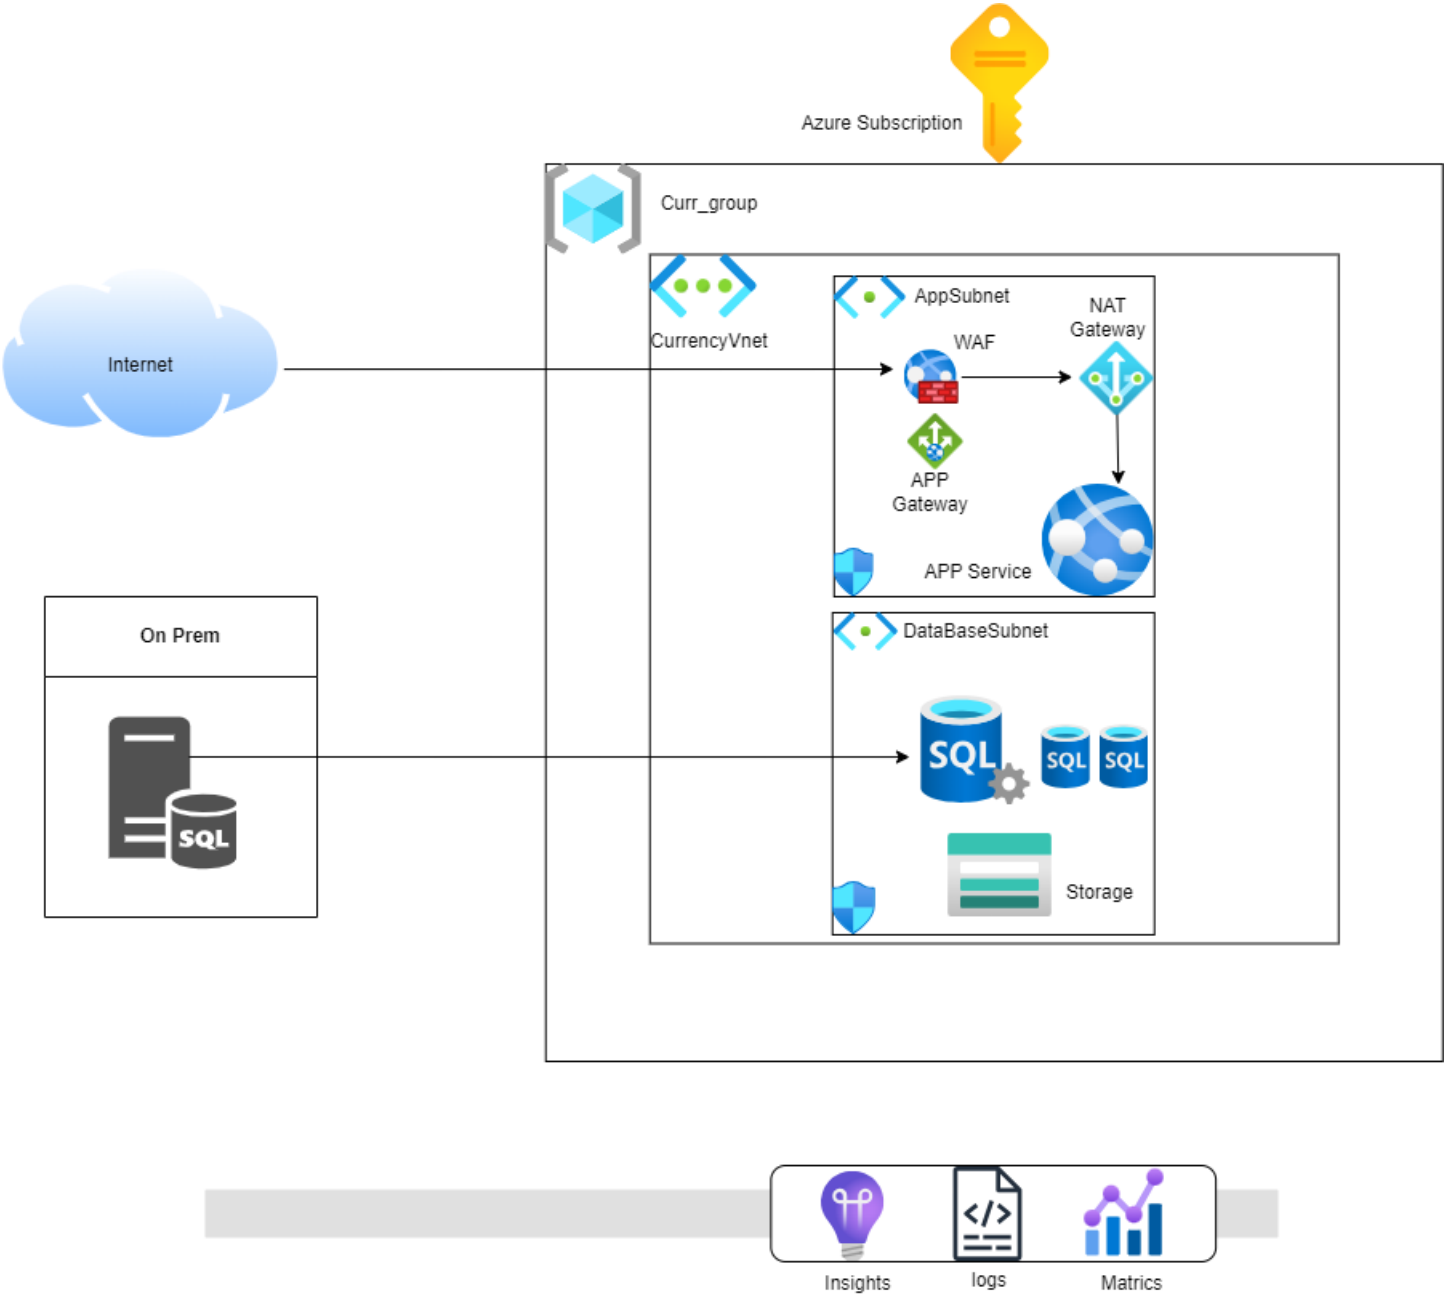 Azure Subscription
Curr_group
CurrencyVnet
AppSubnet
NAT
Gateway
WAF
Internet
APP
Gateway
APP Service
On Prem
DataBaseSubnet
SQL
SQL
SQL
SQL
Storage
Insights
logs
Matrics